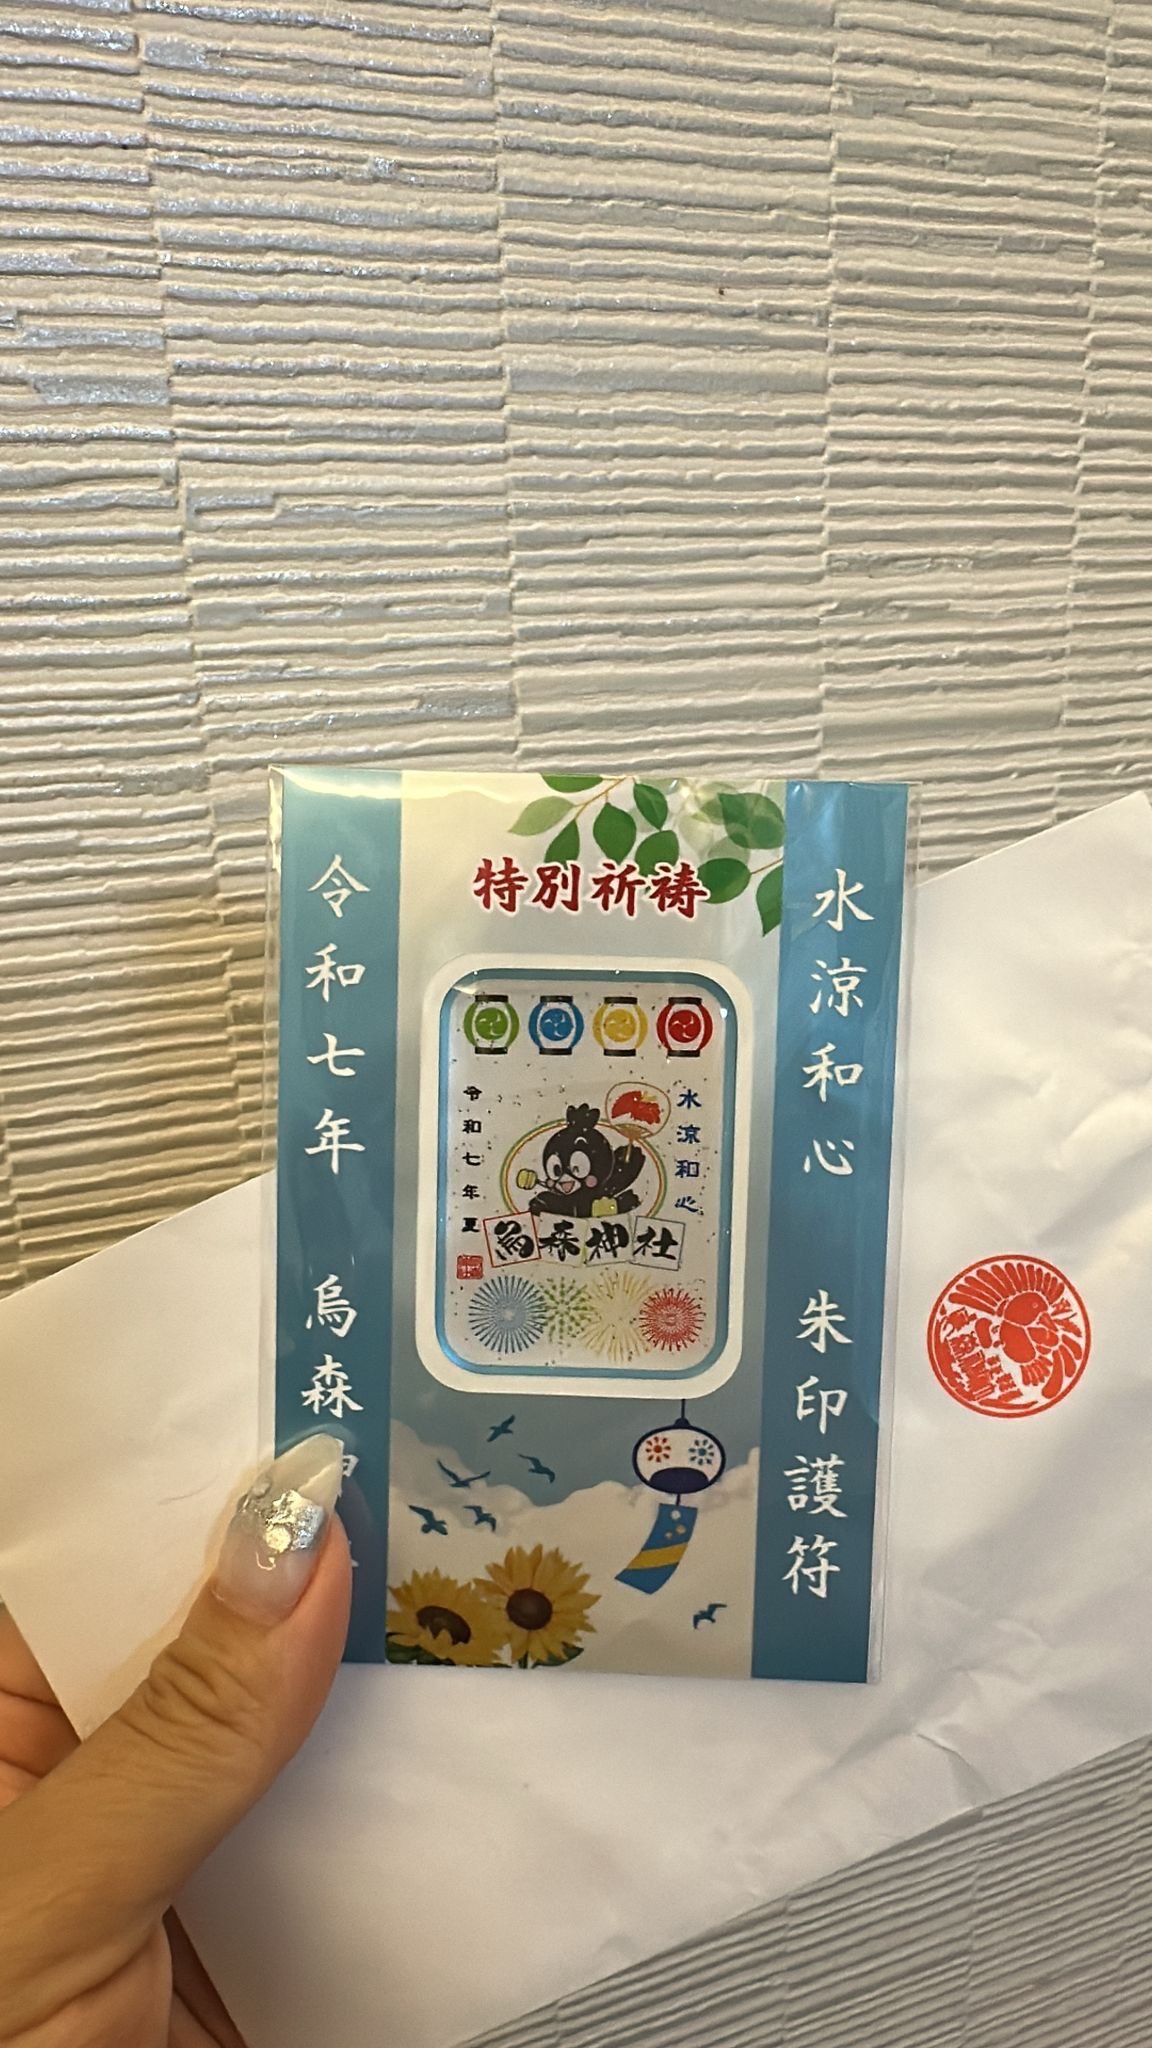 特別祈祷
水涼和心 朱印護符
令和七年 烏森神
水涼和心
令和七年夏
烏森神社